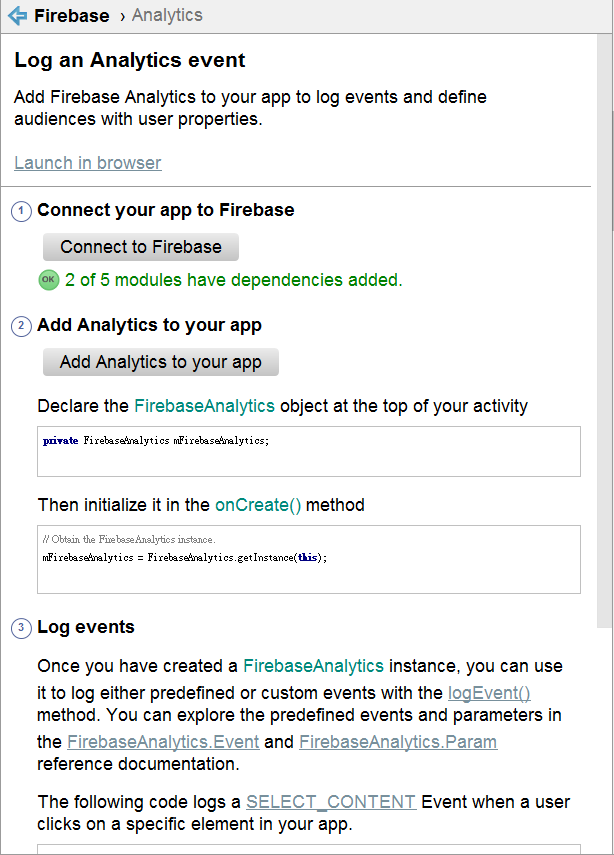 Firebase › Analytics
Log an Analytics event
Add Firebase Analytics to your app to log events and define
audiences with user properties.
Launch in browser
1 Connect your app to Firebase
Connect to Firebase
OK 2 of 5 modules have dependencies added.
2 Add Analytics to your app
Add Analytics to your app
Declare the FirebaseAnalytics object at the top of your activity
private FirebaseAnalytics mFirebaseAnalytics;
Then initialize it in the onCreate() method
// Obtain the FirebaseAnalytics instance.
mFirebaseAnalytics = FirebaseAnalytics.getInstance(this);
3 Log events
Once you have created a FirebaseAnalytics instance, you can use
it to log either predefined or custom events with the logEvent()
method. You can explore the predefined events and parameters in
the FirebaseAnalytics.Event and FirebaseAnalytics.Param
reference documentation.
The following code logs a SELECT_CONTENT Event when a user
clicks on a specific element in your app.